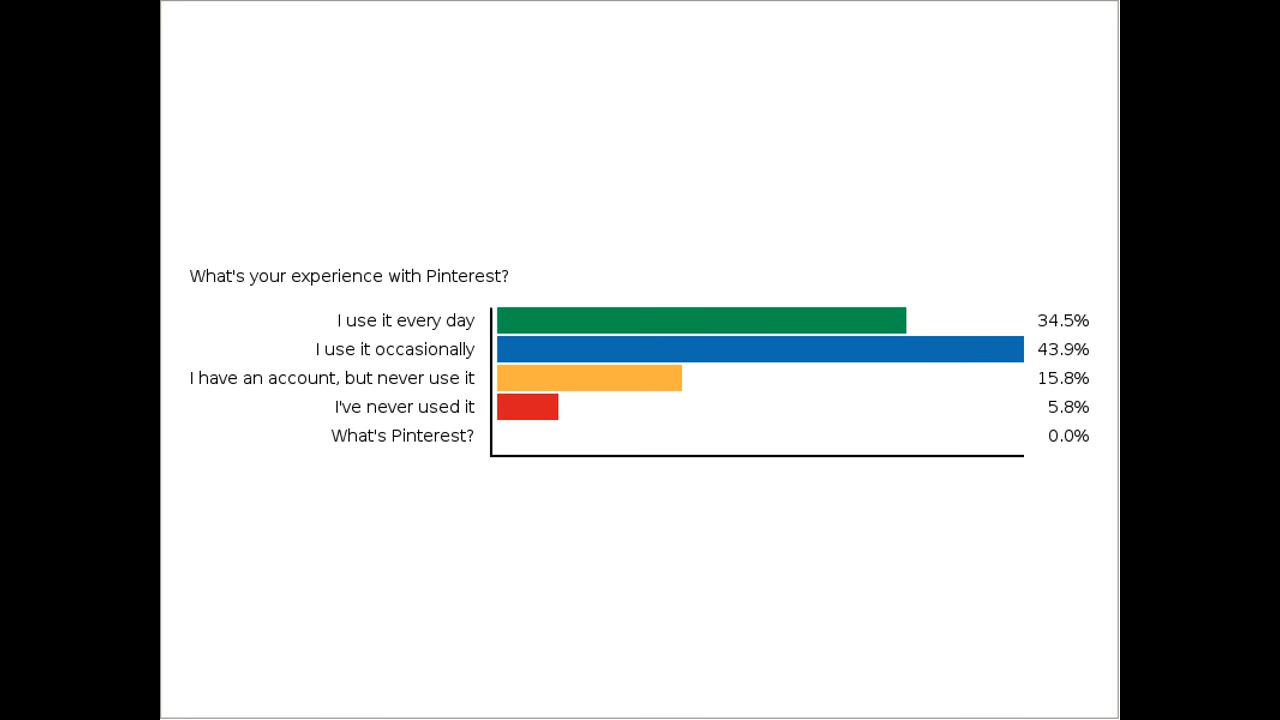 What's your experience with Pinterest?
I use it every day 34.5%
I use it occasionally 43.9%
I have an account, but never use it 15.8%
I've never used it 5.8%
What's Pinterest? 0.0%